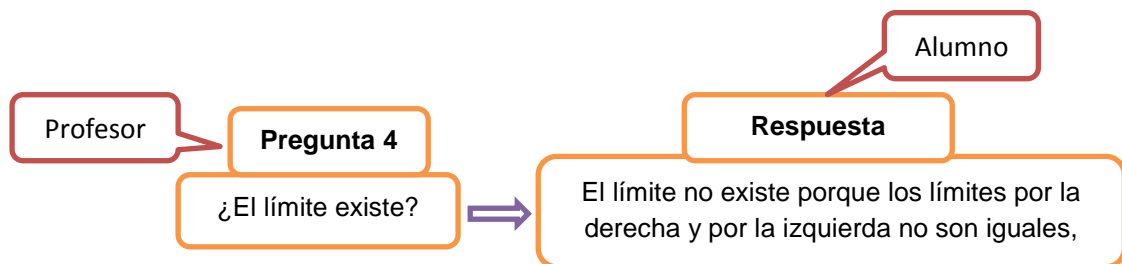 Alumno
Profesor
Pregunta 4
Respuesta
¿El límite existe?
El límite no existe porque los límites por la
derecha y por la izquierda no son iguales,